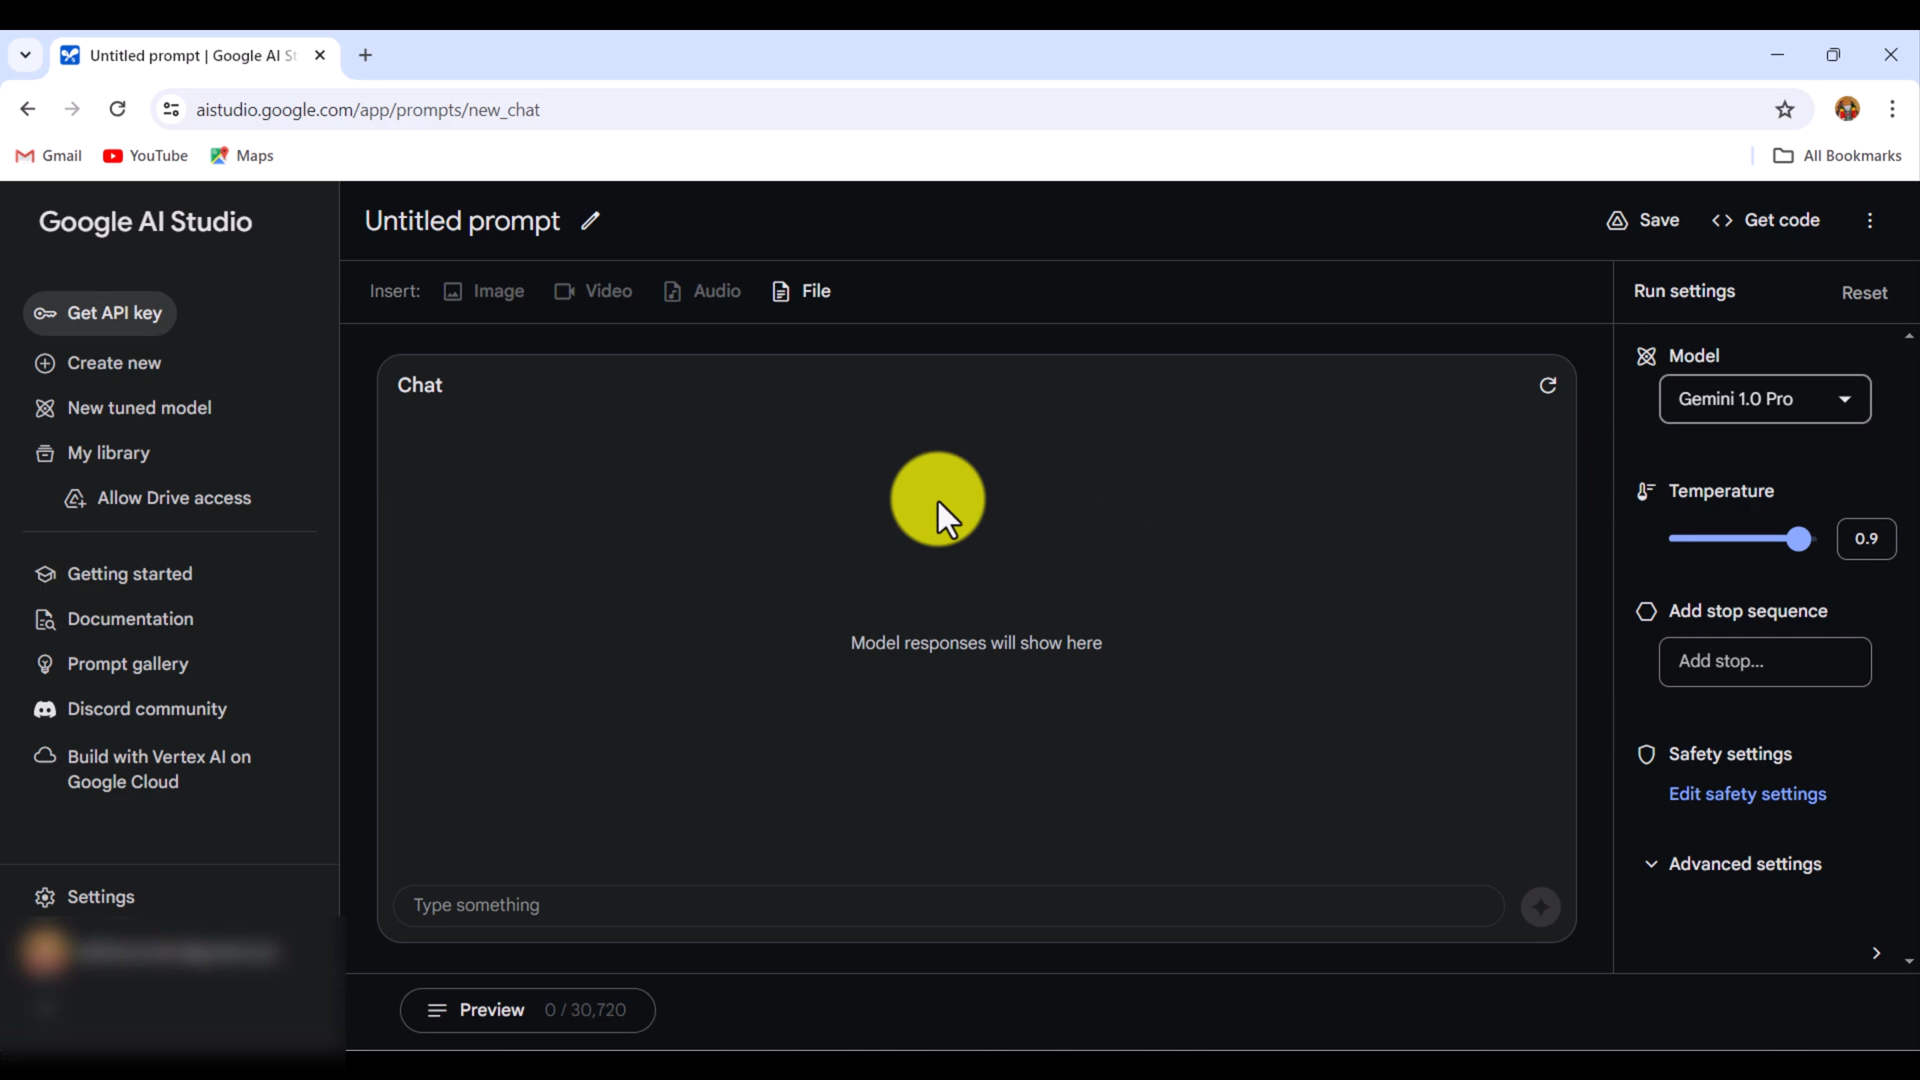 Untitled prompt | Google AI St
aistudio.google.com/app/prompts/new_chat
Gmail
YouTube
Maps
All Bookmarks
Google AI Studio
Untitled prompt
Save
<> Get code
Get API key
Create new
New tuned model
My library
Allow Drive access
Getting started
Documentation
Prompt gallery
Discord community
Build with Vertex AI on
Google Cloud
Settings
Insert:
Image
Video
Audio
File
Chat
Model responses will show here
Type something
Preview 0 / 30,720
Run settings
Reset
Model
Gemini 1.0 Pro
Temperature
0.9
Add stop sequence
Add stop...
Safety settings
Edit safety settings
Advanced settings